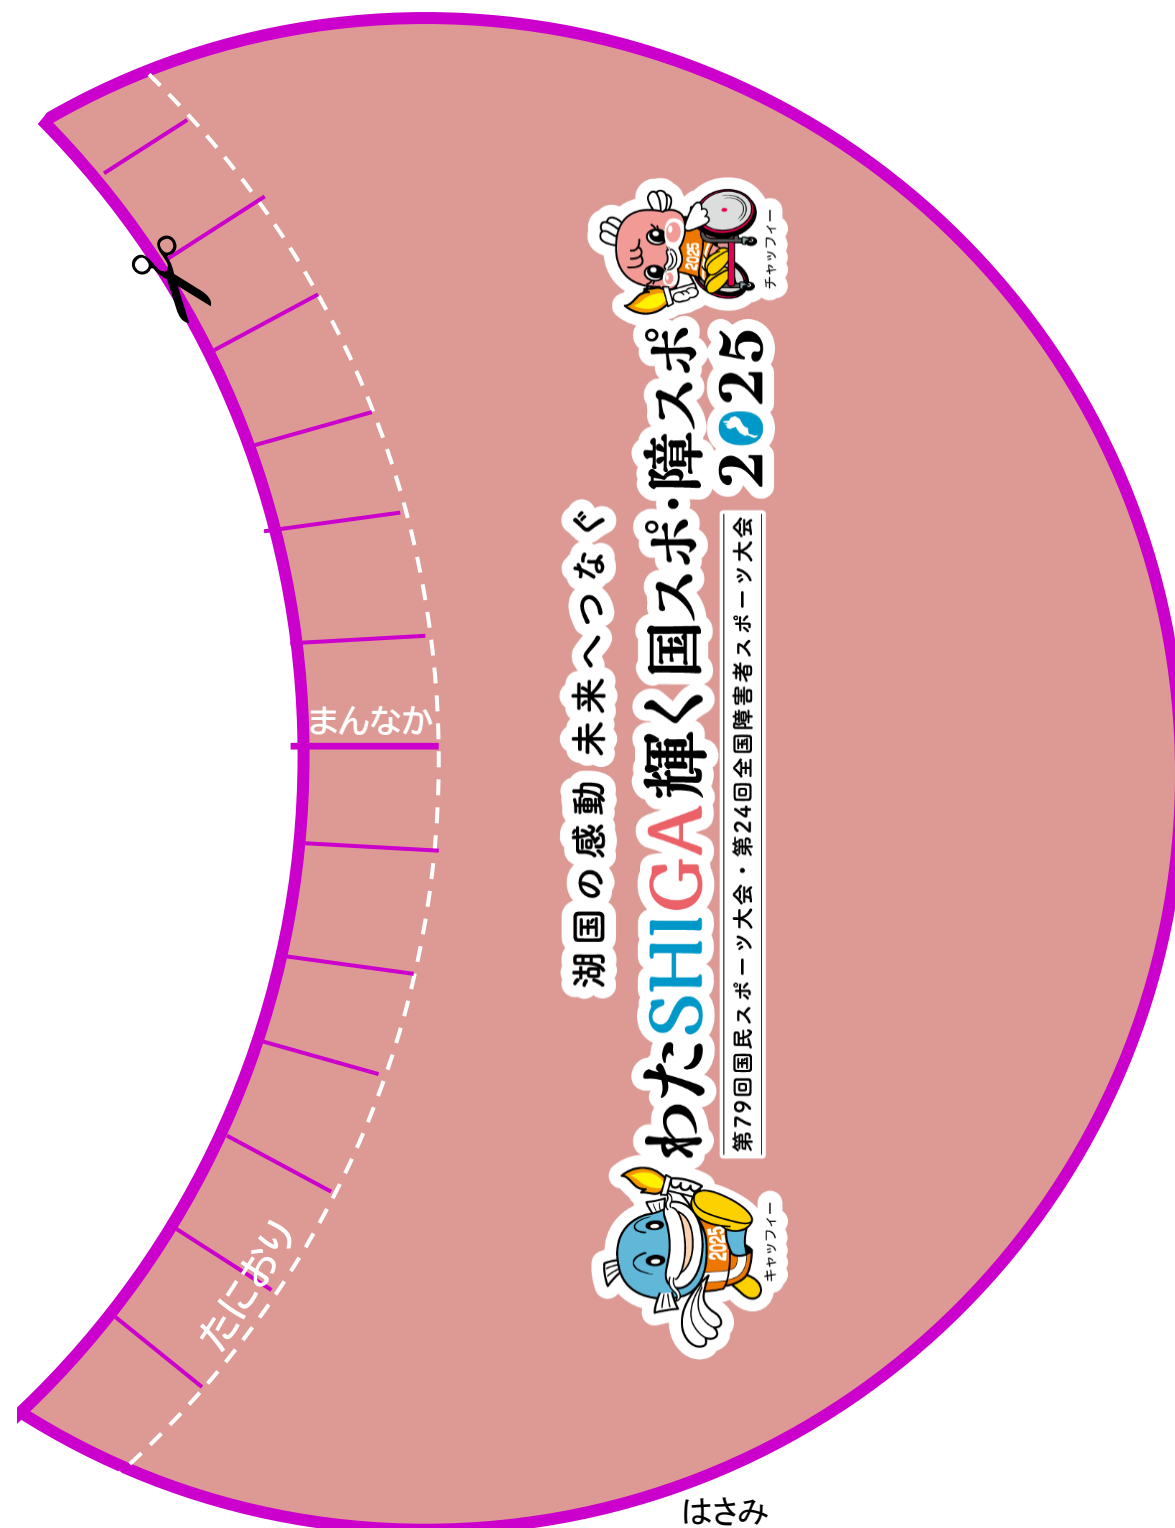 湖国の感動 未来へつなぐ
わたSHIGA輝く国スポ・障スポ
2025
第79回国民スポーツ大会・第24回全国障害者スポーツ大会
キャッフィー
2025
チャッフィー
2025
まんなか
たにおり
はさみ